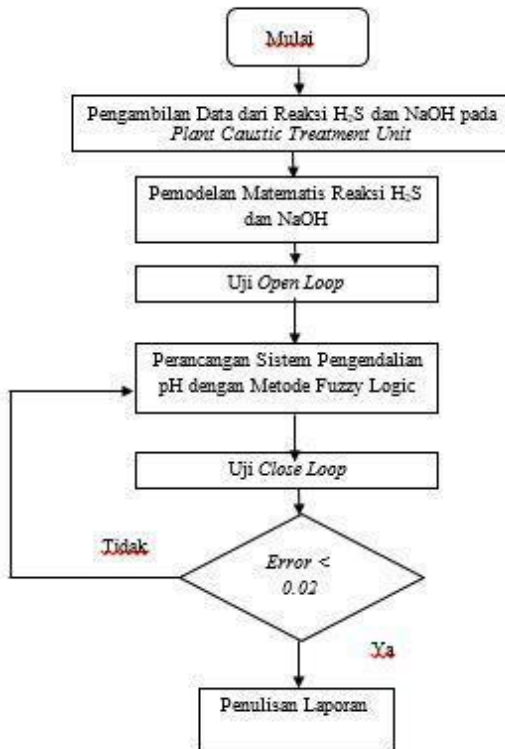 Mulai
Pengambilan Data dari Reaksi H₂S dan NaOH pada
Plant Caustic Treatment Unit
Pemodelan Matematis Reaksi H₂S
dan NaOH
Uji Open Loop
Perancangan Sistem Pengendalian
pH dengan Metode Fuzzy Logic
Uji Close Loop
Tidak
Error <
0.02
Ya
Penulisan Laporan